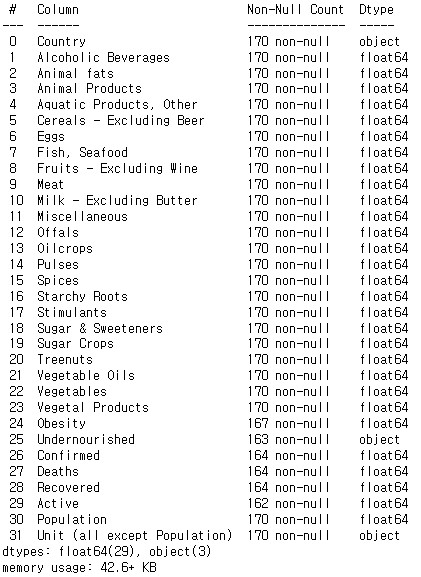 #   Column                        Non-Null Count  Dtype
---  ------                        --------------  -----
0   Country                       170 non-null    object
1   Alcoholic Beverages           170 non-null    float64
2   Animal fats                   170 non-null    float64
3   Animal Products               170 non-null    float64
4   Aquatic Products, Other       170 non-null    float64
5   Cereals - Excluding Beer      170 non-null    float64
6   Eggs                          170 non-null    float64
7   Fish, Seafood                 170 non-null    float64
8   Fruits - Excluding Wine       170 non-null    float64
9   Meat                          170 non-null    float64
10  Milk - Excluding Butter       170 non-null    float64
11  Miscellaneous                 170 non-null    float64
12  Offals                        170 non-null    float64
13  Oilcrops                      170 non-null    float64
14  Pulses                        170 non-null    float64
15  Spices                        170 non-null    float64
16  Starchy Roots                 170 non-null    float64
17  Stimulants                    170 non-null    float64
18  Sugar & Sweeteners            170 non-null    float64
19  Sugar Crops                   170 non-null    float64
20  Treenuts                      170 non-null    float64
21  Vegetable Oils                170 non-null    float64
22  Vegetables                    170 non-null    float64
23  Vegetal Products              170 non-null    float64
24  Obesity                       167 non-null    float64
25  Undernourished                163 non-null    object
26  Confirmed                     164 non-null    float64
27  Deaths                        164 non-null    float64
28  Recovered                     164 non-null    float64
29  Active                        162 non-null    float64
30  Population                    170 non-null    float64
31  Unit (all except Population)  170 non-null    object
dtypes: float64(29), object(3)
memory usage: 42.6+ KB